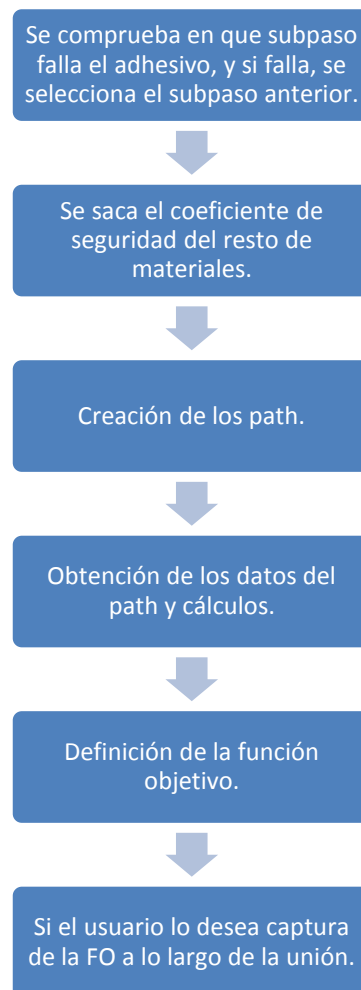 Se comprueba en que subpaso
falla el adhesivo, y si falla, se
selecciona el subpaso anterior.
Se saca el coeficiente de
seguridad del resto de
materiales.
Creación de los path.
Obtención de los datos del
path y cálculos.
Definición de la función
objetivo.
Si el usuario lo desea captura
de la FO a lo largo de la unión.